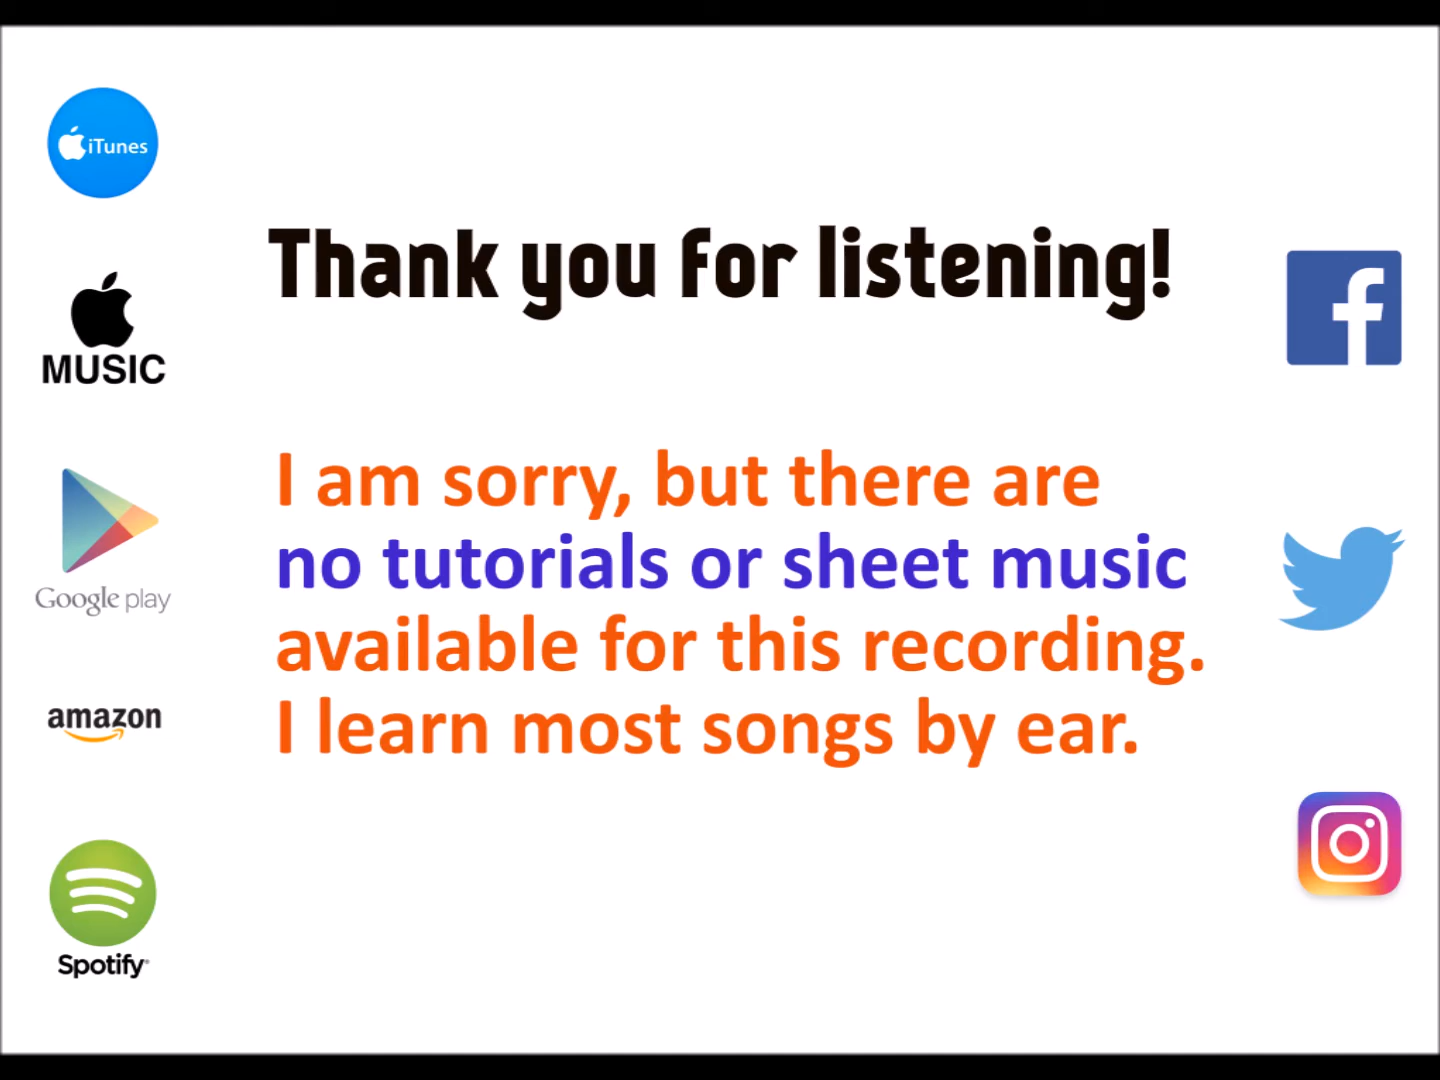 iTunes
Thank you for listening!
MUSIC
I am sorry, but there are
no tutorials or sheet music
available for this recording.
I learn most songs by ear.
Google play
amazon
Spotify